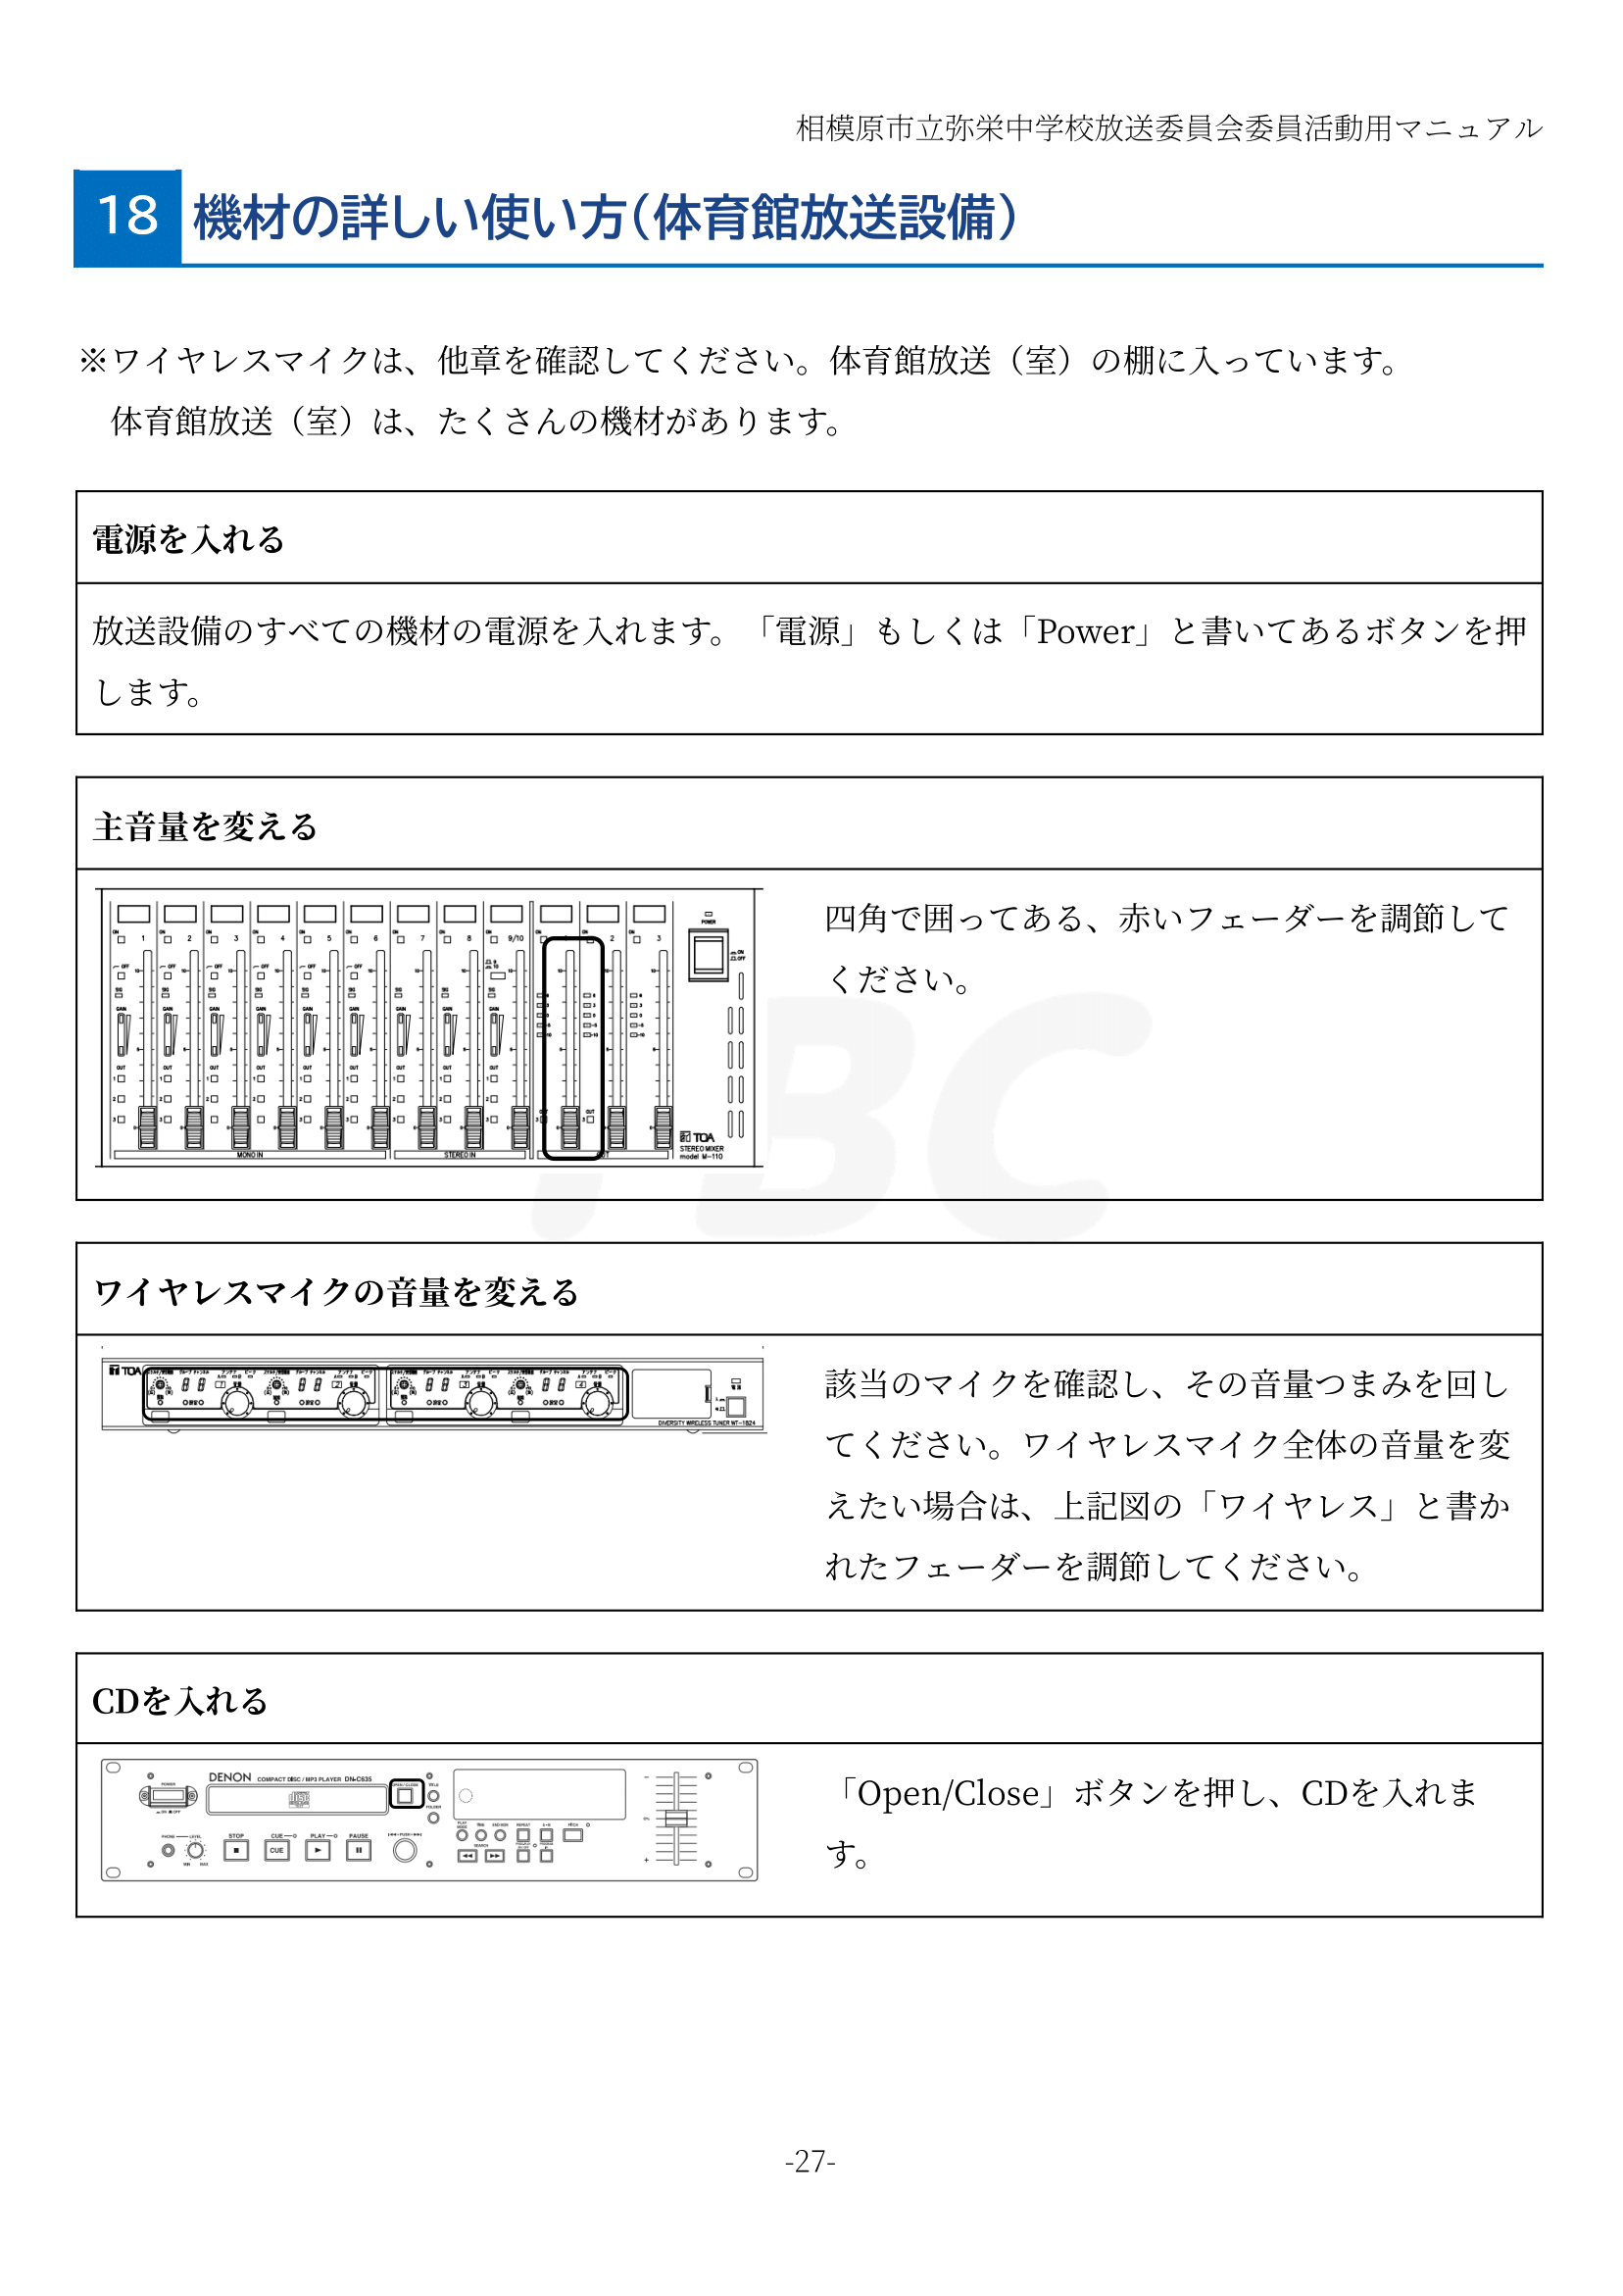 相模原市立弥栄中学校放送委員会委員活動用マニュアル
18 機材の詳しい使い方(体育館放送設備)
※ワイヤレスマイクは、他章を確認してください。体育館放送（室）の棚に入っています。
体育館放送（室）は、たくさんの機材があります。
電源を入れる
放送設備のすべての機材の電源を入れます。「電源」もしくは「Power」と書いてあるボタンを押
します。
主音量を変える
四角で囲ってある、赤いフェーダーを調節して
ください。
1 2 3 4 5 6 7 8 9/10 1 2 3
POWER
MONO IN
STEREO IN
TOA
STEREO MIXER
model M-110
BC
ワイヤレスマイクの音量を変える
TOA
DIVERSITY WIRELESS TUNER WT-1824
該当のマイクを確認し、その音量つまみを回し
てください。ワイヤレスマイク全体の音量を変
えたい場合は、上記図の「ワイヤレス」と書か
れたフェーダーを調節してください。
CDを入れる
DENON COMPACT DISC / MP3 PLAYER DN-C635
STOP CUE PLAY PAUSE
CUE
「Open/Close」ボタンを押し、CDを入れま
す。
-27-